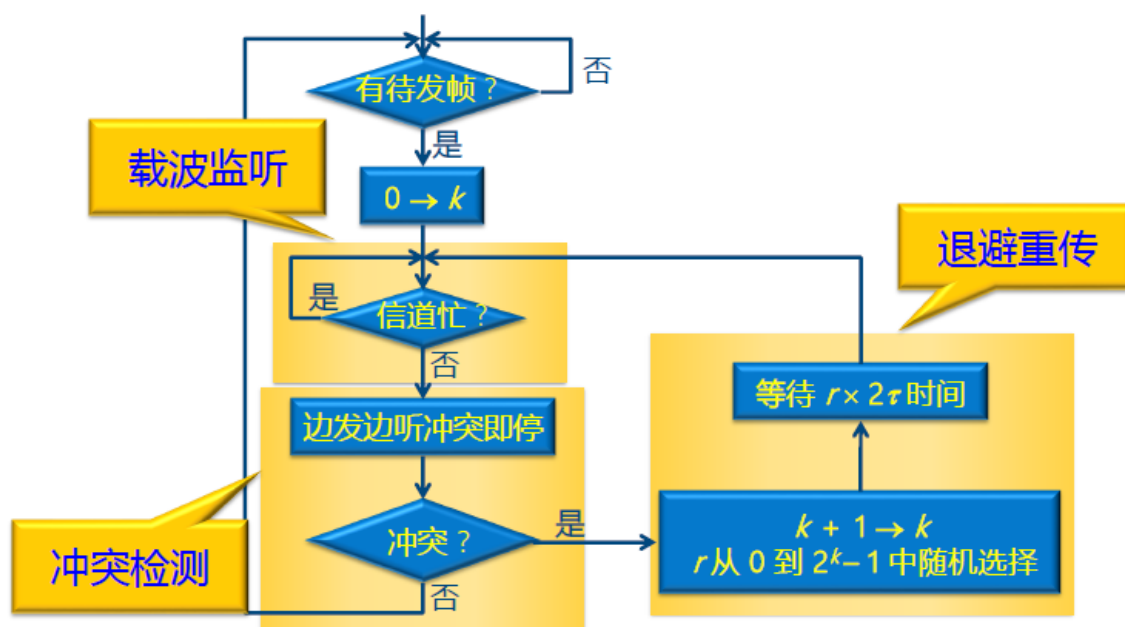 有待发帧？
否
是
载波监听
0 → k
退避重传
是
信道忙？
否
等待 r × 2τ 时间
边发边听冲突即停
冲突检测
冲突？
是
k + 1 → k
r 从 0 到 2ᵏ−1 中随机选择
否